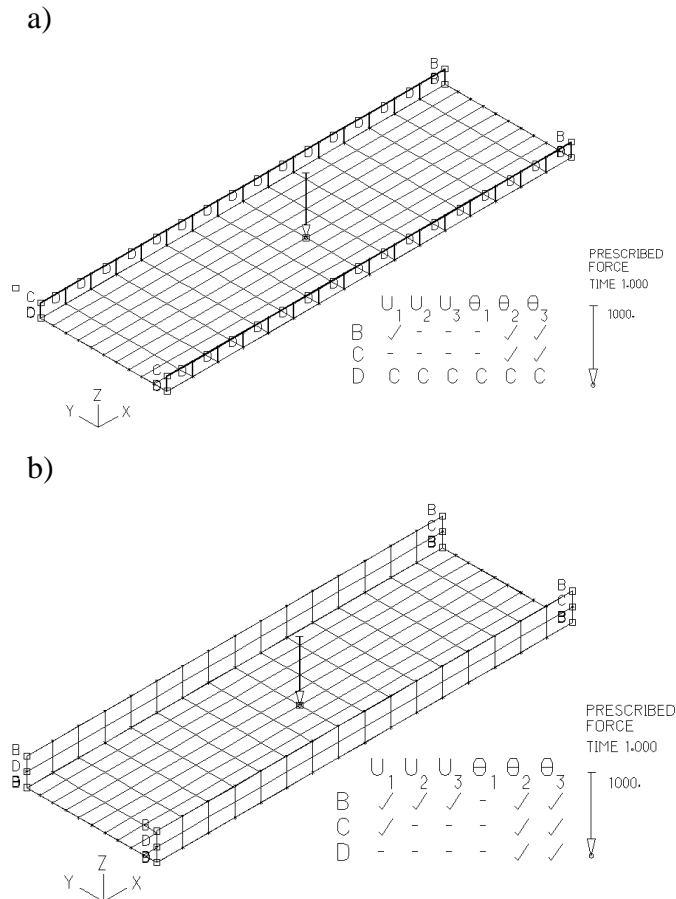 a)
B
B
D D D D D D D D D D D D D D
B
B
D D D D D D D D D D D D D D
C
D
C
D
PRESCRIBED
FORCE
TIME 1.000
1000.
U1 U2 U3 θ1 θ2 θ3
B ✓ - - - ✓ ✓
C - - - - ✓ ✓
D C C C C C C
Z
Y X
b)
B
C
B
B
C
B
B
D
B
B
D
B
PRESCRIBED
FORCE
TIME 1.000
1000.
U1 U2 U3 θ1 θ2 θ3
B ✓ ✓ ✓ - ✓ ✓
C ✓ - - - ✓ ✓
D - - - - ✓ ✓
Z
Y X